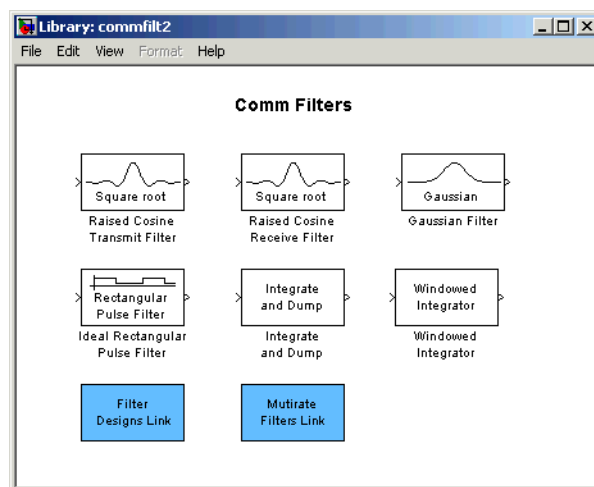 Library: commfilt2
File Edit View Format Help
Comm Filters
Square root
Raised Cosine
Transmit Filter
Square root
Raised Cosine
Receive Filter
Gaussian
Gaussian Filter
Rectangular
Pulse Filter
Ideal Rectangular
Pulse Filter
Integrate
and Dump
Integrate
and Dump
Windowed
Integrator
Windowed
Integrator
Filter
Designs Link
Mutirate
Filters Link